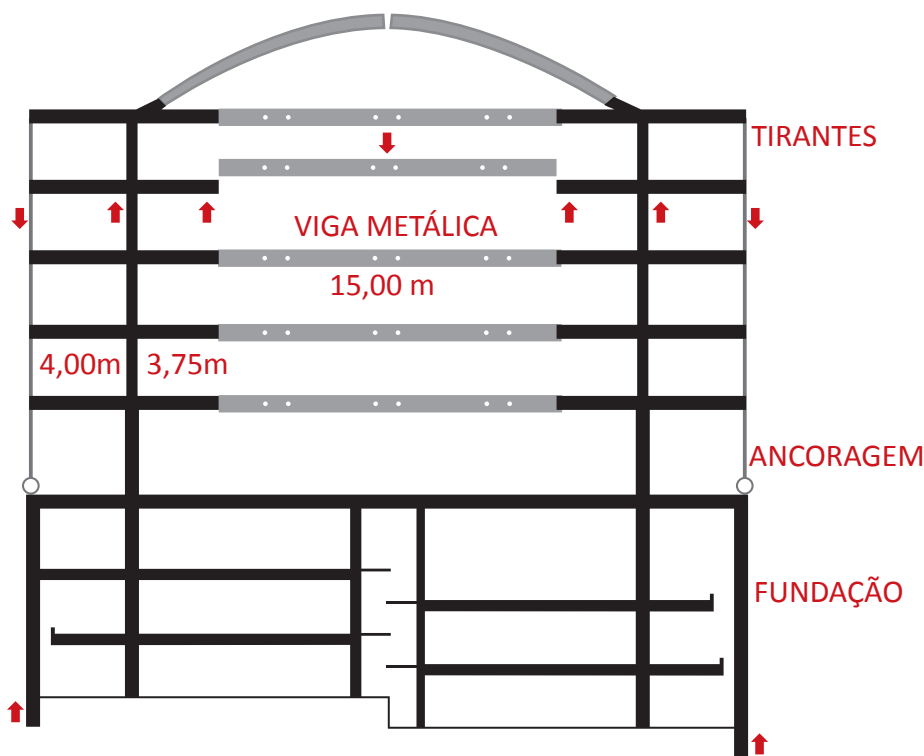 TIRANTES
VIGA METÁLICA
15,00 m
4,00m
3,75m
ANCORAGEM
FUNDAÇÃO